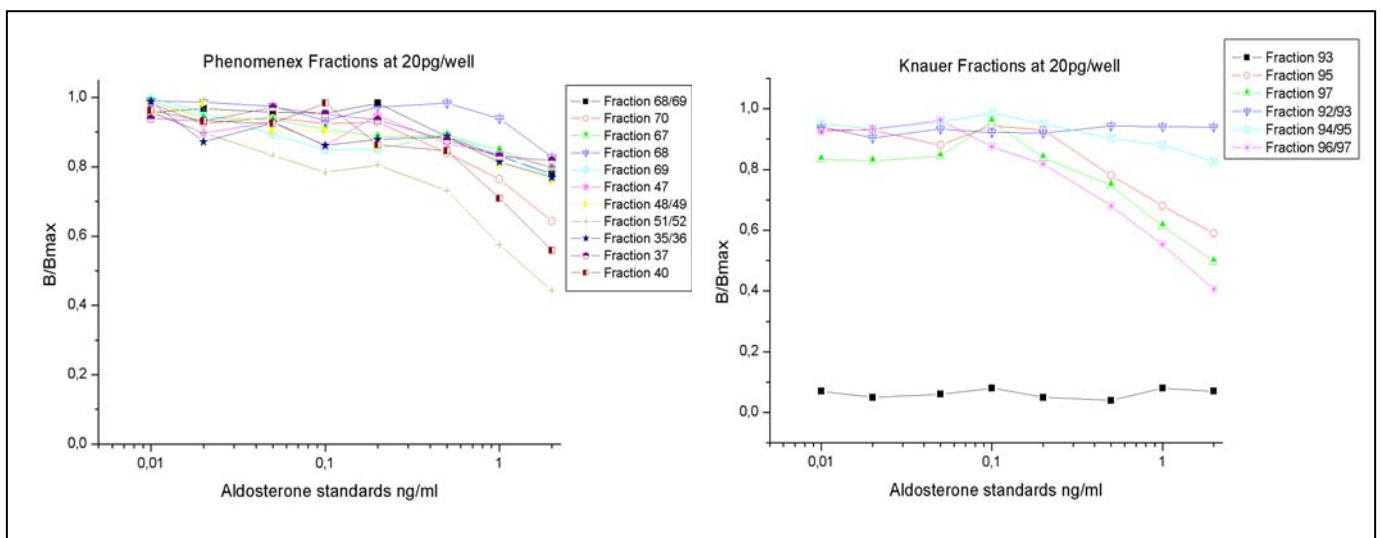 Phenomenex Fractions at 20pg/well
1,0
0,8
0,6
0,4
0,2
0,0
B/Bmax
0,01
0,1
1
Aldosterone standards ng/ml
Fraction 68/69
Fraction 70
Fraction 67
Fraction 68
Fraction 69
Fraction 47
Fraction 48/49
Fraction 51/52
Fraction 35/36
Fraction 37
Fraction 40
Knauer Fractions at 20pg/well
1,0
0,8
0,6
0,4
0,2
0,0
B/Bmax
0,01
0,1
1
Aldosterone standards ng/ml
Fraction 93
Fraction 95
Fraction 97
Fraction 92/93
Fraction 94/95
Fraction 96/97